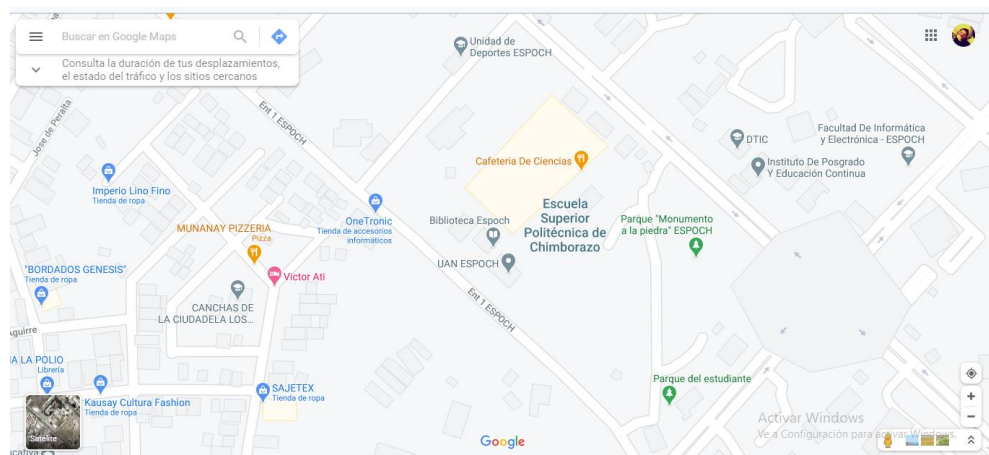 Buscar en Google Maps
Consulta la duración de tus desplazamientos,
el estado del tráfico y los sitios cercanos
Unidad de
Deportes ESPOCH
Jose de Peralta
Ent 1 ESPOCH
Facultad De Informática
y Electrónica - ESPOCH
DTIC
Cafeteria De Ciencias
Instituto De Posgrado
Y Educación Continua
Imperio Lino Fino
Tienda de ropa
Escuela
Superior
Politécnica de
Chimborazo
OneTronic
Tienda de accesorios
informáticos
Biblioteca Espoch
Parque "Monumento
a la piedra" ESPOCH
MUNANAY PIZZERIA
Pizza
UAN ESPOCH
"BORDADOS GENESIS"
Tienda de ropa
Victor Ati
Ent 1 ESPOCH
CANCHAS DE
LA CIUDADELA LOS...
guirre
A LA POLIO
Librería
Parque del estudiante
SAJETEX
Tienda de ropa
Kausay Cultura Fashion
Tienda de ropa
Satélite
Activar Windows
Ve a Configuración para activar Windows.
Google